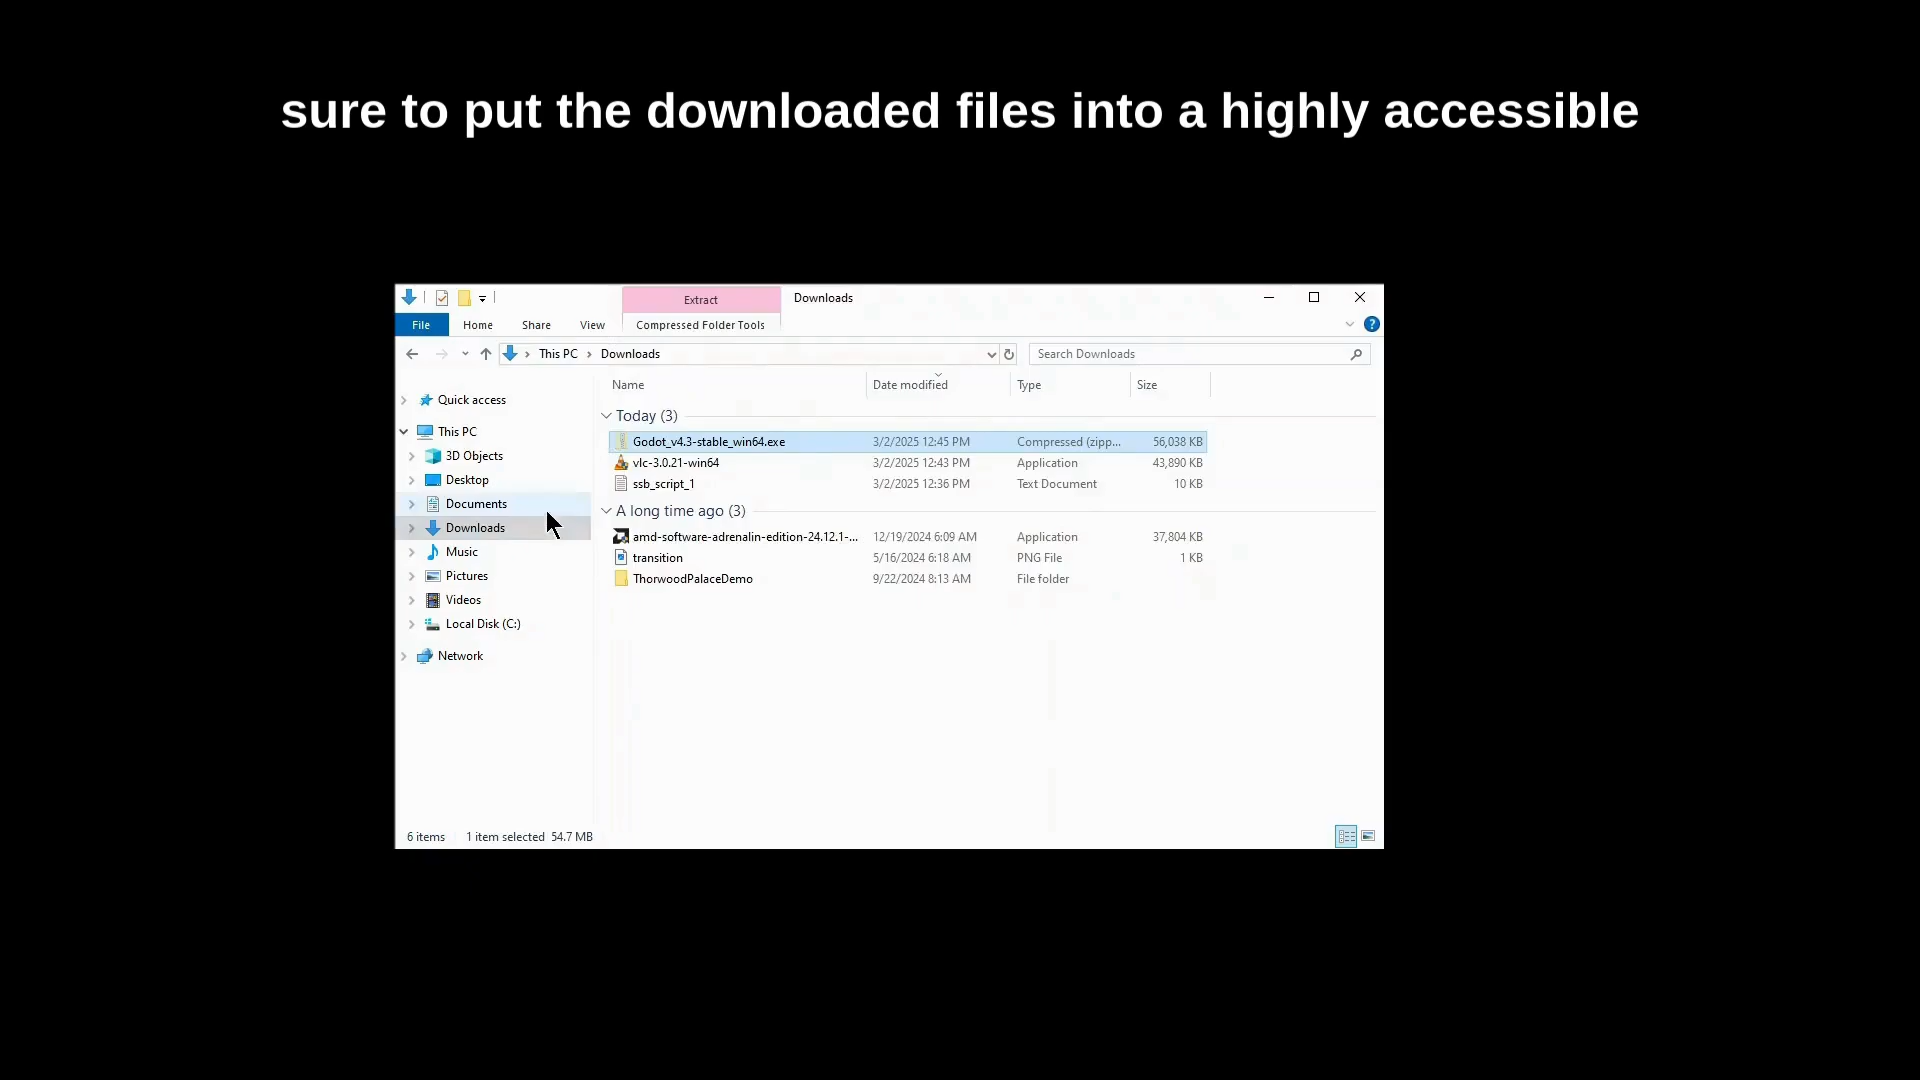 sure to put the downloaded files into a highly accessible
Extract
Downloads
File
Home
Share
View
Compressed Folder Tools
This PC
Downloads
Search Downloads
Name
Date modified
Type
Size
Quick access
This PC
3D Objects
Desktop
Documents
Downloads
Music
Pictures
Videos
Local Disk (C:)
Network
Today (3)
Godot_v4.3-stable_win64.exe 3/2/2025 12:45 PM Compressed (zipp... 56,038 KB
vlc-3.0.21-win64 3/2/2025 12:43 PM Application 43,890 KB
ssb_script_1 3/2/2025 12:36 PM Text Document 10 KB
A long time ago (3)
amd-software-adrenalin-edition-24.12.1-... 12/19/2024 6:09 AM Application 37,804 KB
transition 5/16/2024 6:18 AM PNG File 1 KB
ThorwoodPalaceDemo 9/22/2024 8:13 AM File folder
6 items 1 item selected 54.7 MB